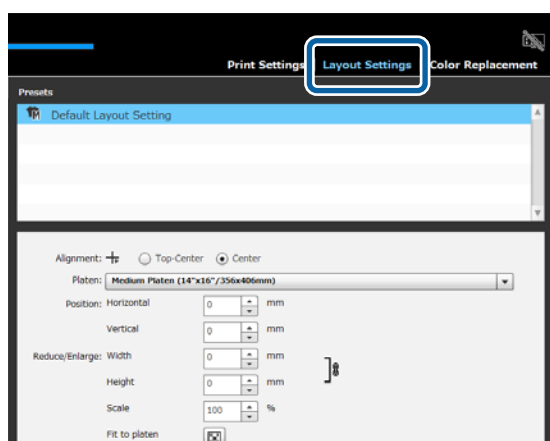 Print Settings Layout Settings Color Replacement
Presets
M Default Layout Setting
Alignment: Top-Center Center
Platen: Medium Platen (14"x16"/356x406mm)
Position: Horizontal 0 mm
Vertical 0 mm
Reduce/Enlarge: Width 0 mm
Height 0 mm
Scale 100 %
Fit to platen